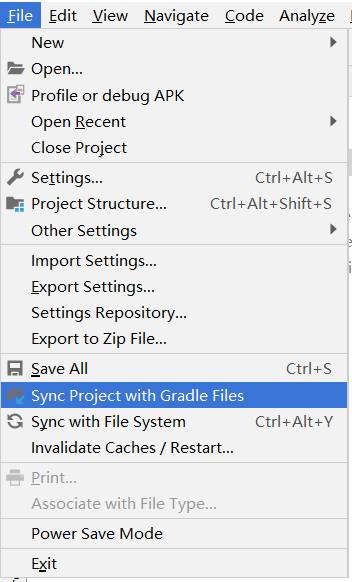 File Edit View Navigate Code Analyze
New
Open...
Profile or debug APK
Open Recent
Close Project
Settings... Ctrl+Alt+S
Project Structure... Ctrl+Alt+Shift+S
Other Settings
Import Settings...
Export Settings...
Settings Repository...
Export to Zip File...
Save All Ctrl+S
Sync Project with Gradle Files
Sync with File System Ctrl+Alt+Y
Invalidate Caches / Restart...
Print...
Associate with File Type...
Power Save Mode
Exit